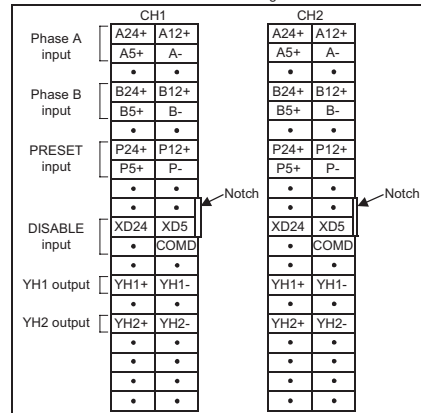 CH1 CH2
Phase A input
A24+ A12+ A24+ A12+
A5+ A- A5+ A-
• • • •
Phase B input
B24+ B12+ B24+ B12+
B5+ B- B5+ B-
• • • •
PRESET input
P24+ P12+ P24+ P12+
P5+ P- P5+ P-
• • • •
Notch Notch
• • • •
DISABLE input
XD24 XD5 XD24 XD5
• COMD • COMD
• • • •
YH1 output YH1+ YH1- YH1+ YH1-
• • • •
YH2 output YH2+ YH2- YH2+ YH2-
• • • •
• • • •
• • • •
• • • •